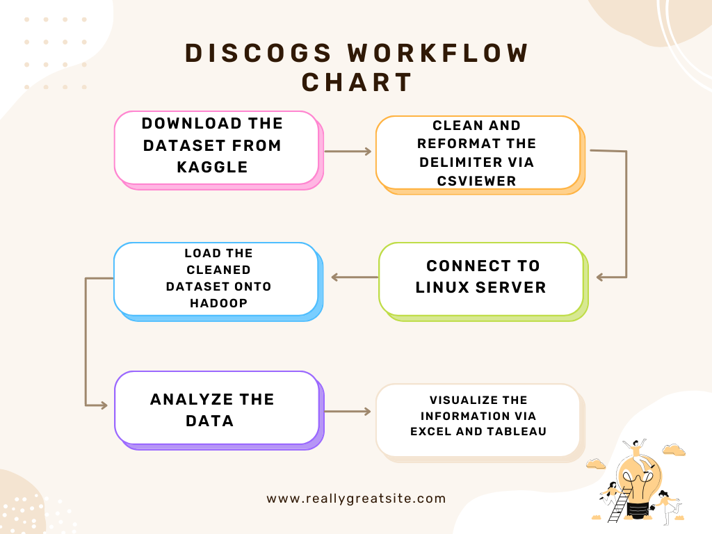 DISCOGS WORKFLOW
CHART
DOWNLOAD THE
DATASET FROM
KAGGLE
CLEAN AND
REFORMAT THE
DELIMITER VIA
CSVIEWER
CONNECT TO
LINUX SERVER
LOAD THE
CLEANED
DATASET ONTO
HADOOP
ANALYZE THE
DATA
VISUALIZE THE
INFORMATION VIA
EXCEL AND TABLEAU
www.reallygreatsite.com